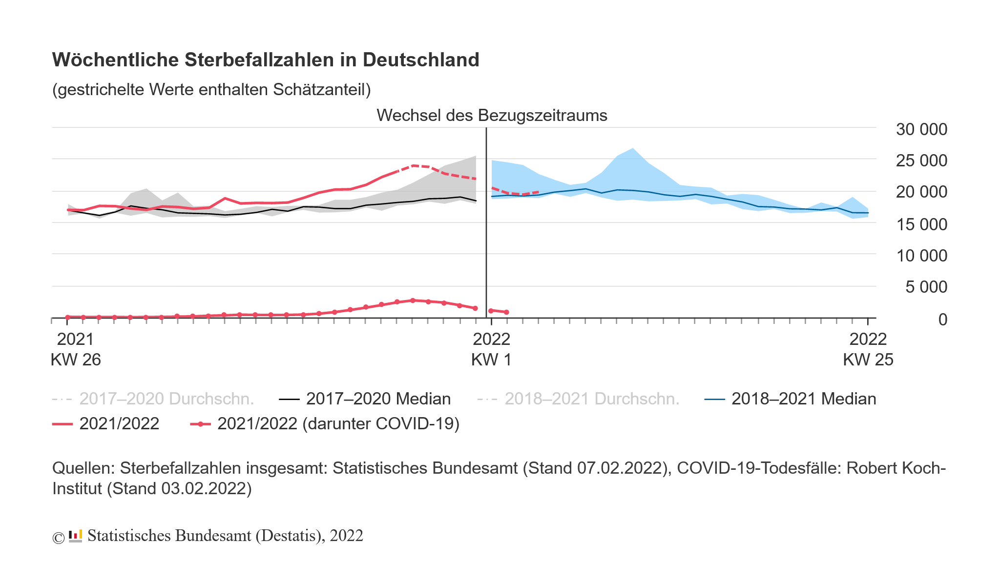 Wöchentliche Sterbefallzahlen in Deutschland
(gestrichelte Werte enthalten Schätzanteil)
Wechsel des Bezugszeitraums
30 000
25 000
20 000
15 000
10 000
5 000
0
2021
KW 26
2022
KW 1
2022
KW 25
2017–2020 Durchschn.
2017–2020 Median
2018–2021 Durchschn.
2018–2021 Median
2021/2022
2021/2022 (darunter COVID-19)
Quellen: Sterbefallzahlen insgesamt: Statistisches Bundesamt (Stand 07.02.2022), COVID-19-Todesfälle: Robert Koch-
Institut (Stand 03.02.2022)
© Statistisches Bundesamt (Destatis), 2022